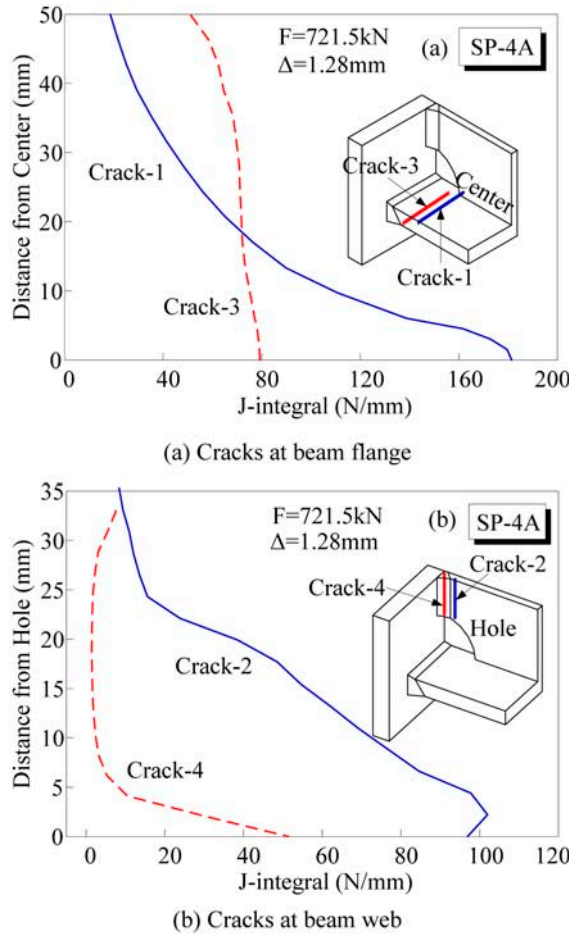 F=721.5kN
Δ=1.28mm
(a)
SP-4A
Distance from Center (mm)
50
40
30
20
10
0
Crack-1
Crack-3
Crack-3
Center
Crack-1
0 40 80 120 160 200
J-integral (N/mm)
(a) Cracks at beam flange
F=721.5kN
Δ=1.28mm
(b)
SP-4A
Distance from Hole (mm)
35
30
25
20
15
10
5
0
Crack-2
Crack-4
Crack-4
Crack-2
Hole
0 20 40 60 80 100 120
J-integral (N/mm)
(b) Cracks at beam web